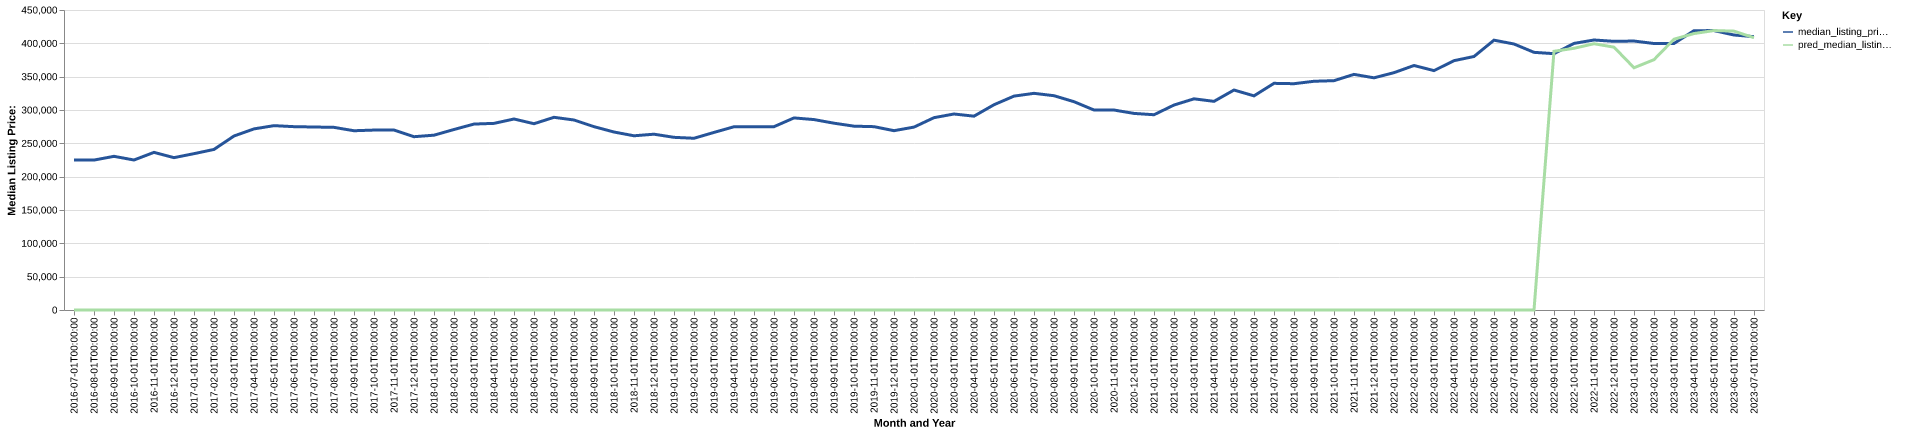 450,000
400,000
350,000
300,000
250,000
200,000
150,000
100,000
50,000
0
Median Listing Price:
2016-07-01T00:00:00
2016-08-01T00:00:00
2016-09-01T00:00:00
2016-10-01T00:00:00
2016-11-01T00:00:00
2016-12-01T00:00:00
2017-01-01T00:00:00
2017-02-01T00:00:00
2017-03-01T00:00:00
2017-04-01T00:00:00
2017-05-01T00:00:00
2017-06-01T00:00:00
2017-07-01T00:00:00
2017-08-01T00:00:00
2017-09-01T00:00:00
2017-10-01T00:00:00
2017-11-01T00:00:00
2017-12-01T00:00:00
2018-01-01T00:00:00
2018-02-01T00:00:00
2018-03-01T00:00:00
2018-04-01T00:00:00
2018-05-01T00:00:00
2018-06-01T00:00:00
2018-07-01T00:00:00
2018-08-01T00:00:00
2018-09-01T00:00:00
2018-10-01T00:00:00
2018-11-01T00:00:00
2018-12-01T00:00:00
2019-01-01T00:00:00
2019-02-01T00:00:00
2019-03-01T00:00:00
2019-04-01T00:00:00
2019-05-01T00:00:00
2019-06-01T00:00:00
2019-07-01T00:00:00
2019-08-01T00:00:00
2019-09-01T00:00:00
2019-10-01T00:00:00
2019-11-01T00:00:00
2019-12-01T00:00:00
2020-01-01T00:00:00
2020-02-01T00:00:00
2020-03-01T00:00:00
2020-04-01T00:00:00
2020-05-01T00:00:00
2020-06-01T00:00:00
2020-07-01T00:00:00
2020-08-01T00:00:00
2020-09-01T00:00:00
2020-10-01T00:00:00
2020-11-01T00:00:00
2020-12-01T00:00:00
2021-01-01T00:00:00
2021-02-01T00:00:00
2021-03-01T00:00:00
2021-04-01T00:00:00
2021-05-01T00:00:00
2021-06-01T00:00:00
2021-07-01T00:00:00
2021-08-01T00:00:00
2021-09-01T00:00:00
2021-10-01T00:00:00
2021-11-01T00:00:00
2021-12-01T00:00:00
2022-01-01T00:00:00
2022-02-01T00:00:00
2022-03-01T00:00:00
2022-04-01T00:00:00
2022-05-01T00:00:00
2022-06-01T00:00:00
2022-07-01T00:00:00
2022-08-01T00:00:00
2022-09-01T00:00:00
2022-10-01T00:00:00
2022-11-01T00:00:00
2022-12-01T00:00:00
2023-01-01T00:00:00
2023-02-01T00:00:00
2023-03-01T00:00:00
2023-04-01T00:00:00
2023-05-01T00:00:00
2023-06-01T00:00:00
2023-07-01T00:00:00
Month and Year
Key
median_listing_pri…
pred_median_listin…